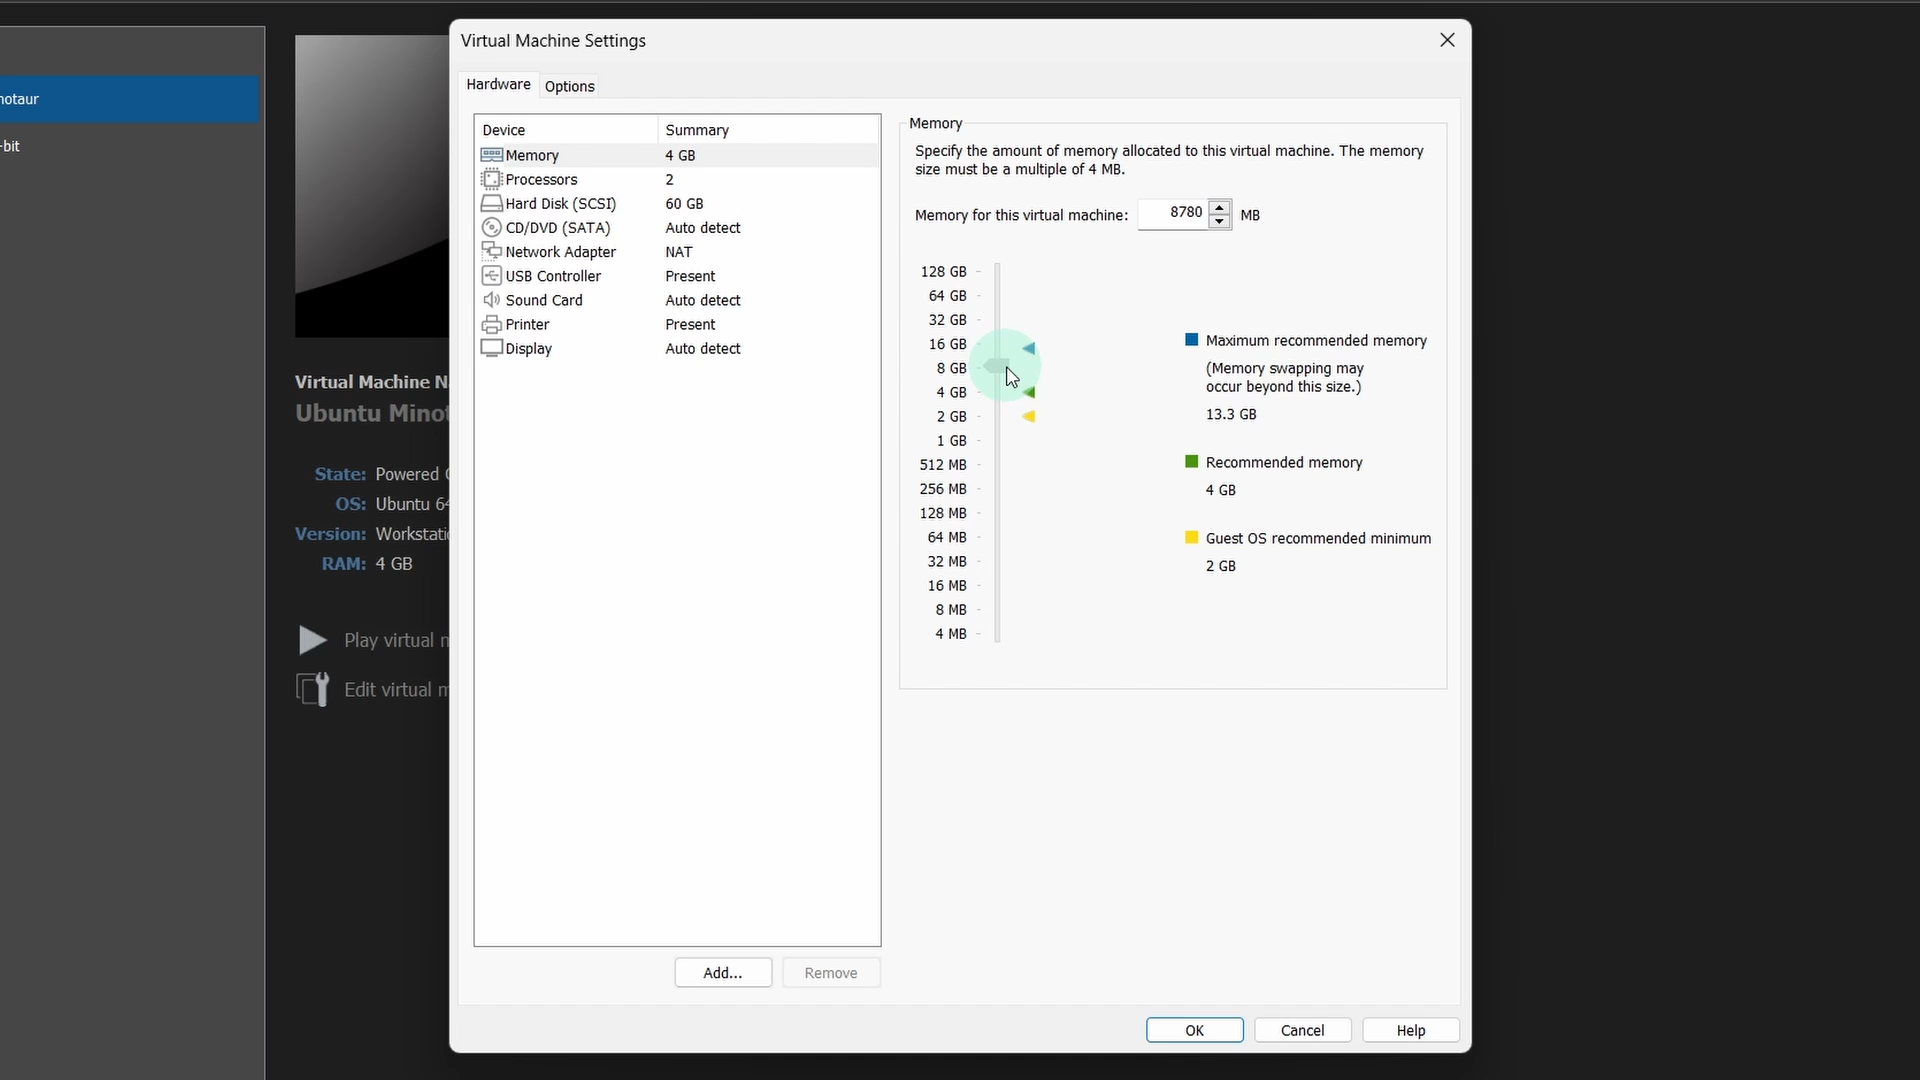 Virtual Machine Settings
Hardware
Options
notaur
-bit
Device Summary
Memory 4 GB
Processors 2
Hard Disk (SCSI) 60 GB
CD/DVD (SATA) Auto detect
Network Adapter NAT
USB Controller Present
Sound Card Auto detect
Printer Present
Display Auto detect
Memory
Specify the amount of memory allocated to this virtual machine. The memory
size must be a multiple of 4 MB.
Memory for this virtual machine: 8780 MB
128 GB
64 GB
32 GB
16 GB
8 GB
4 GB
2 GB
1 GB
512 MB
256 MB
128 MB
64 MB
32 MB
16 MB
8 MB
4 MB
Maximum recommended memory
(Memory swapping may
occur beyond this size.)
13.3 GB
Recommended memory
4 GB
Guest OS recommended minimum
2 GB
Virtual Machine N
Ubuntu Minot
State: Powered
OS: Ubuntu 64
Version: Workstati
RAM: 4 GB
Play virtual m
Edit virtual m
Add...
Remove
OK
Cancel
Help